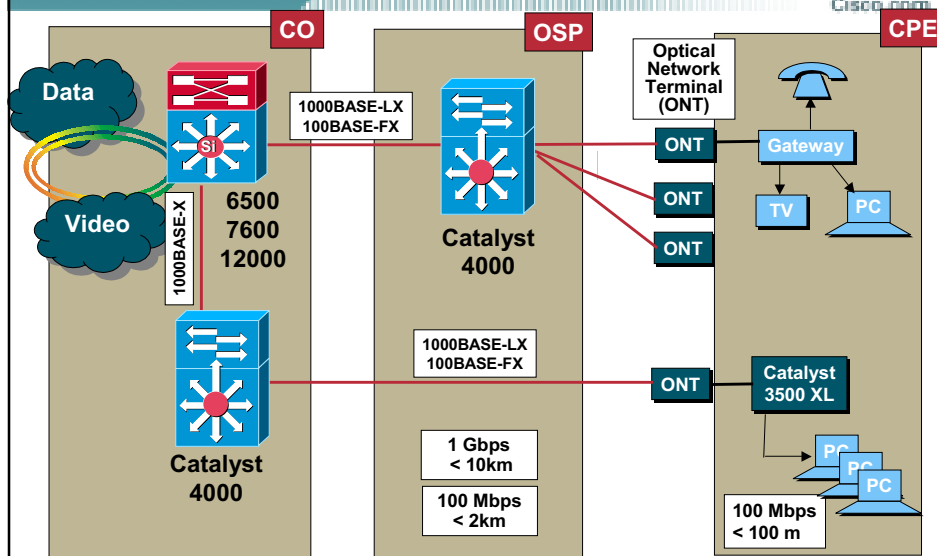 Cisco.com
CO
OSP
CPE
Data
Video
Si
6500
7600
12000
1000BASE-X
1000BASE-LX
100BASE-FX
Catalyst
4000
Catalyst
4000
Optical
Network
Terminal
(ONT)
ONT
ONT
ONT
Gateway
TV
PC
1000BASE-LX
100BASE-FX
ONT
Catalyst
3500 XL
PC
PC
PC
1 Gbps
< 10km
100 Mbps
< 2km
100 Mbps
< 100 m